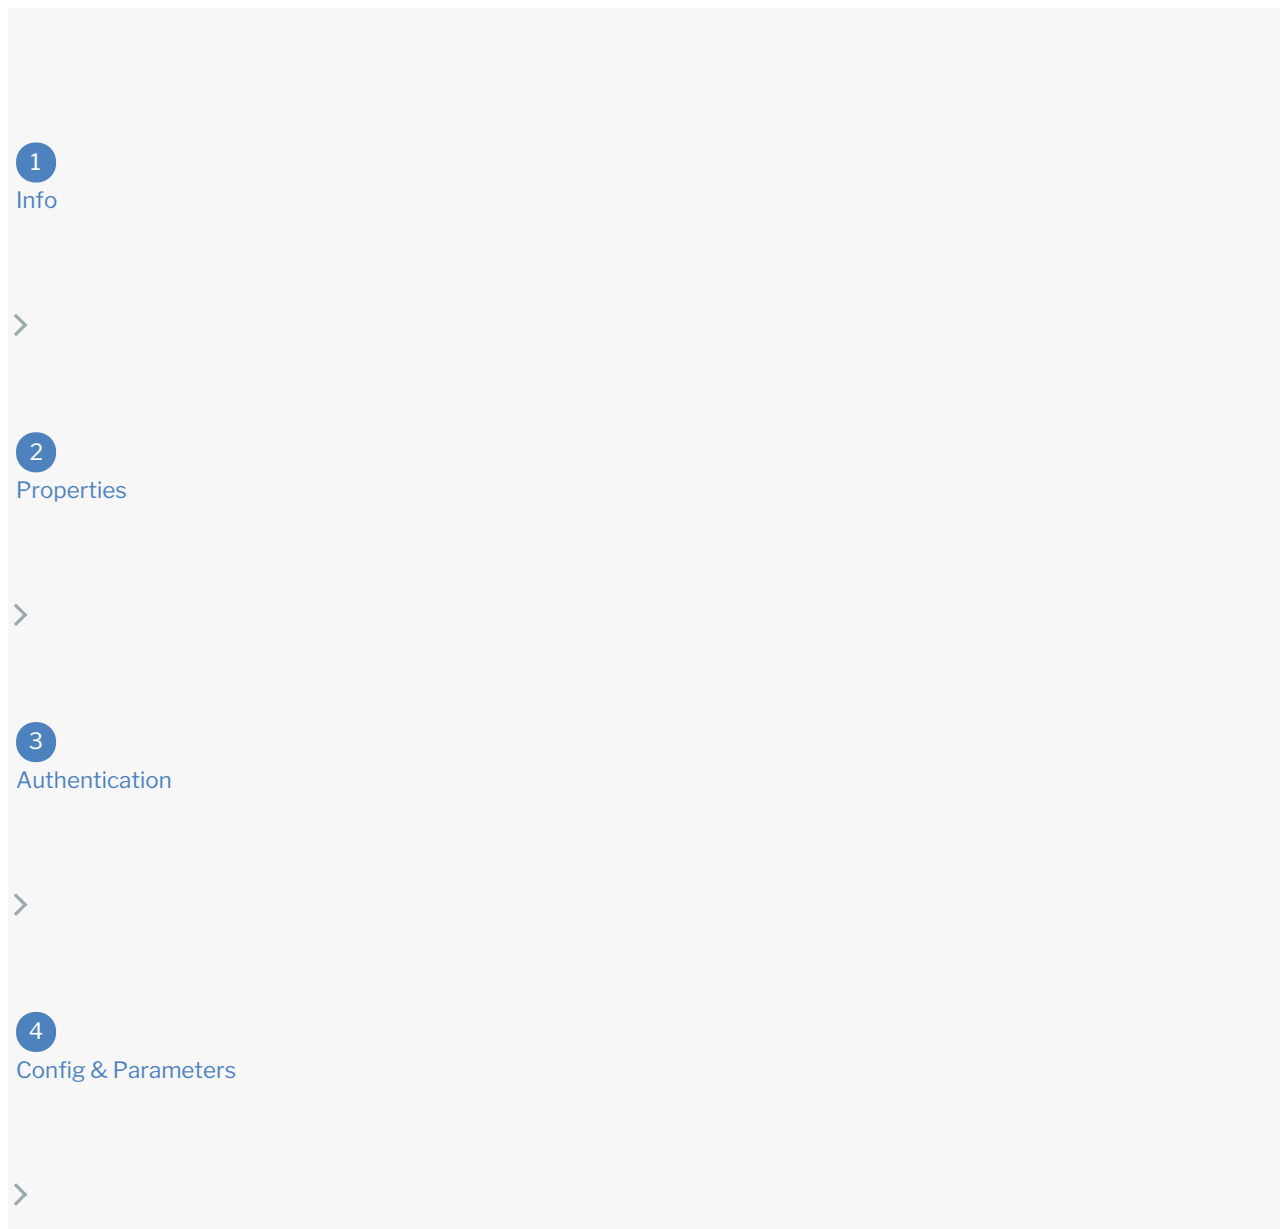 1
Info
2
Properties
3
Authentication
4
Config & Parameters